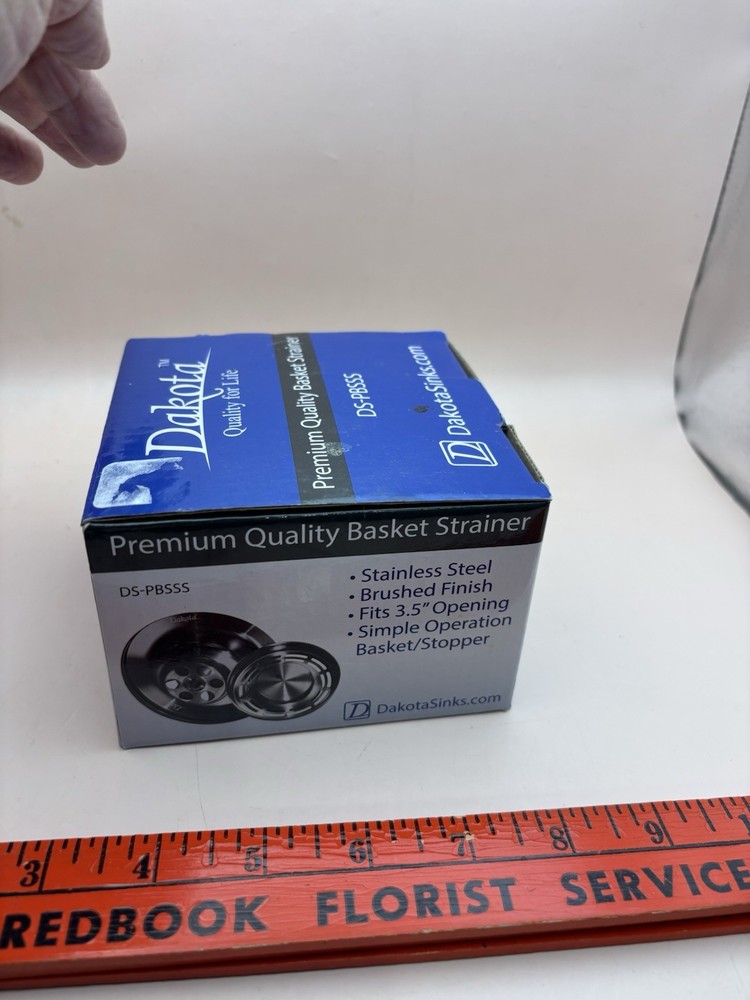 Dakota™
Quality for Life
Premium Quality Basket Strainer
DS-PBSSS
D DakotaSinks.com
Premium Quality Basket Strainer
DS-PBSSS
• Stainless Steel
• Brushed Finish
• Fits 3.5" Opening
• Simple Operation
Basket/Stopper
Dakota
D DakotaSinks.com
3 4 5 6 7 8 9 1
REDBOOK FLORIST SERVICE